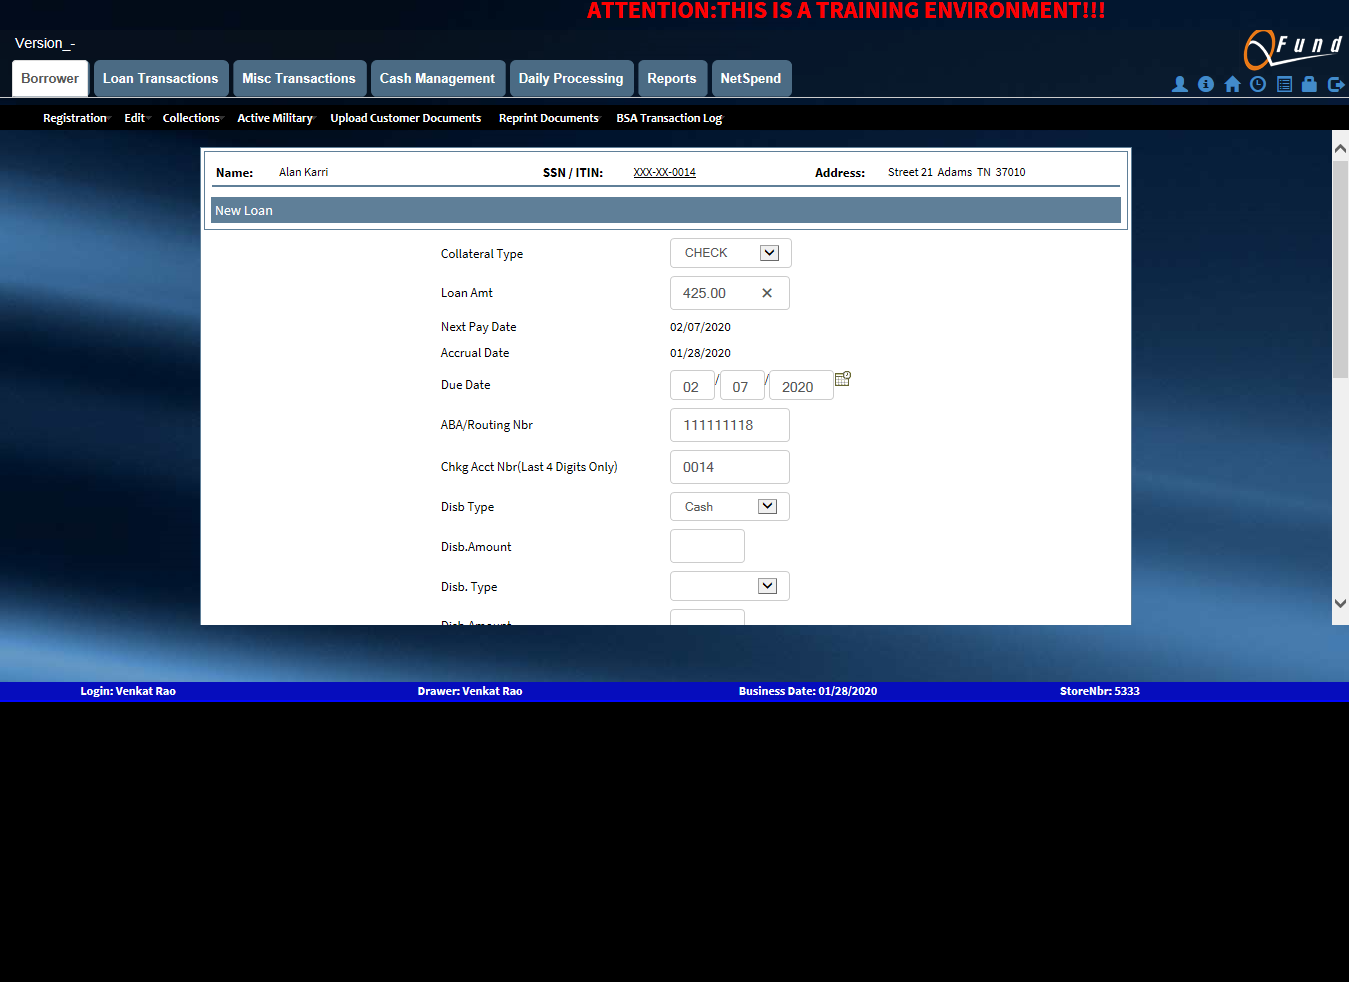 ATTENTION:THIS IS A TRAINING ENVIRONMENT!!!
Version_-
QFund
Borrower Loan Transactions Misc Transactions Cash Management Daily Processing Reports NetSpend
Registration Edit Collections Active Military Upload Customer Documents Reprint Documents BSA Transaction Log
Name: Alan Karri SSN / ITIN: XXX-XX-0014 Address: Street 21 Adams TN 37010
New Loan
Collateral Type CHECK
Loan Amt 425.00
Next Pay Date 02/07/2020
Accrual Date 01/28/2020
Due Date 02 / 07 / 2020
ABA/Routing Nbr 111111118
Chkg Acct Nbr(Last 4 Digits Only) 0014
Disb Type Cash
Disb.Amount
Disb. Type
Disb.Amount
Login: Venkat Rao Drawer: Venkat Rao Business Date: 01/28/2020 StoreNbr: 5333